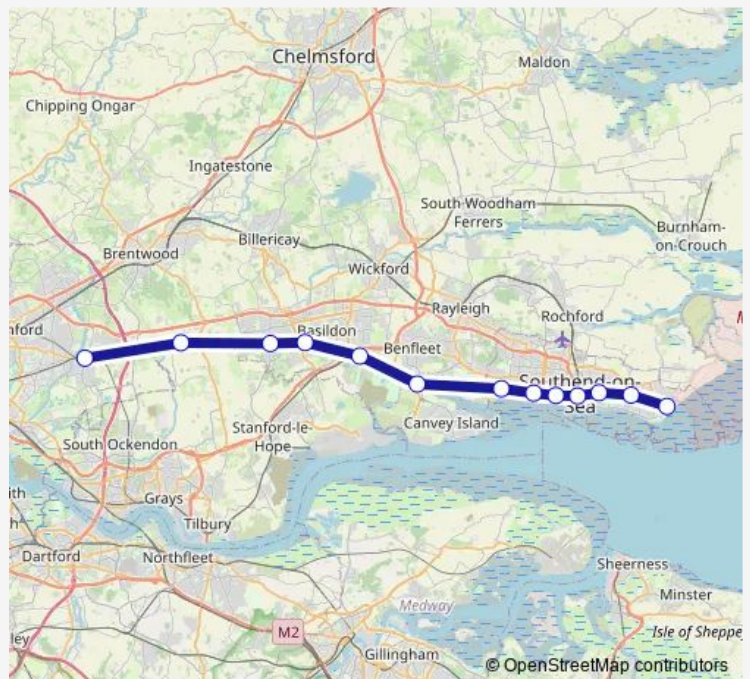 Chelmsford
Maldon
Chipping Ongar
Ingatestone
South Woodham
Ferrers
Burnham-
on-Crouch
Brentwood
Billericay
Wickford
Rayleigh
Rochford
nford
Basildon
Benfleet
Southend-on-
Sea
Canvey Island
Stanford-le-
Hope
South Ockendon
Grays
Tilbury
ith
h
Dartford
Northfleet
Sheerness
Minster
Medway
M2
Isle of Sheppe
ley
Gillingham
© OpenStreetMap contributors